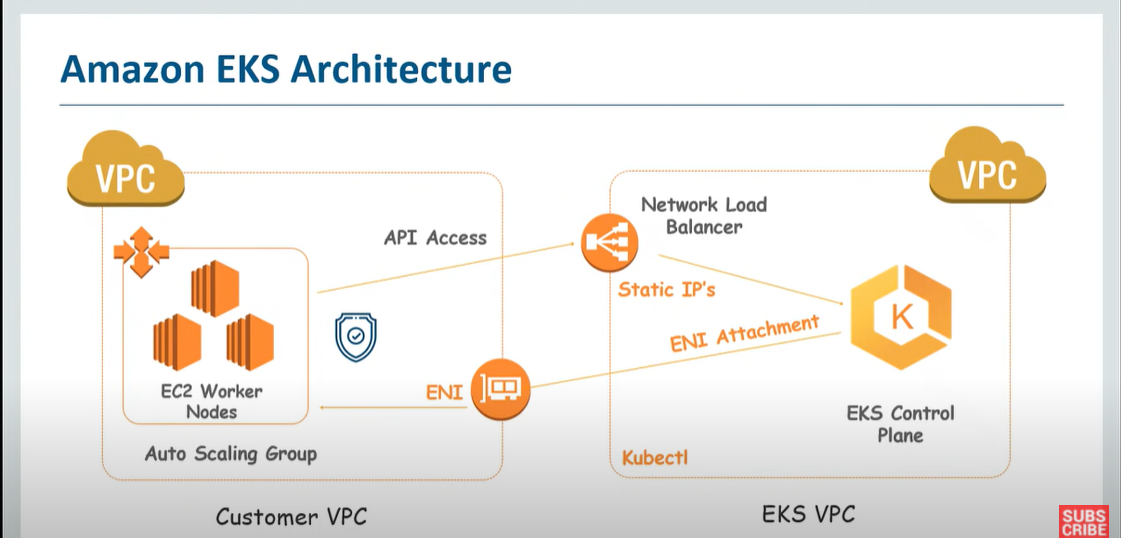 Amazon EKS Architecture
VPC
VPC
Network Load
Balancer
API Access
Static IP's
ENI Attachment
K
EC2 Worker
Nodes
ENI
EKS Control
Plane
Auto Scaling Group
Kubectl
Customer VPC
EKS VPC
SUBS
CRIBE